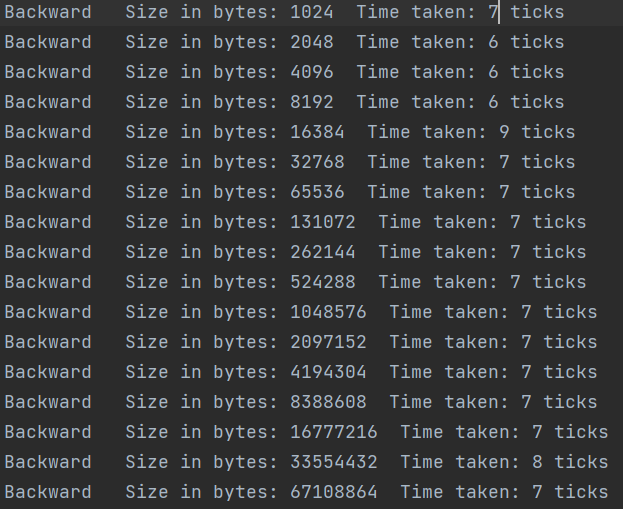 Backward   Size in bytes: 1024  Time taken: 7 ticks
Backward   Size in bytes: 2048  Time taken: 6 ticks
Backward   Size in bytes: 4096  Time taken: 6 ticks
Backward   Size in bytes: 8192  Time taken: 6 ticks
Backward   Size in bytes: 16384  Time taken: 9 ticks
Backward   Size in bytes: 32768  Time taken: 7 ticks
Backward   Size in bytes: 65536  Time taken: 7 ticks
Backward   Size in bytes: 131072  Time taken: 7 ticks
Backward   Size in bytes: 262144  Time taken: 7 ticks
Backward   Size in bytes: 524288  Time taken: 7 ticks
Backward   Size in bytes: 1048576  Time taken: 7 ticks
Backward   Size in bytes: 2097152  Time taken: 7 ticks
Backward   Size in bytes: 4194304  Time taken: 7 ticks
Backward   Size in bytes: 8388608  Time taken: 7 ticks
Backward   Size in bytes: 16777216  Time taken: 7 ticks
Backward   Size in bytes: 33554432  Time taken: 8 ticks
Backward   Size in bytes: 67108864  Time taken: 7 ticks